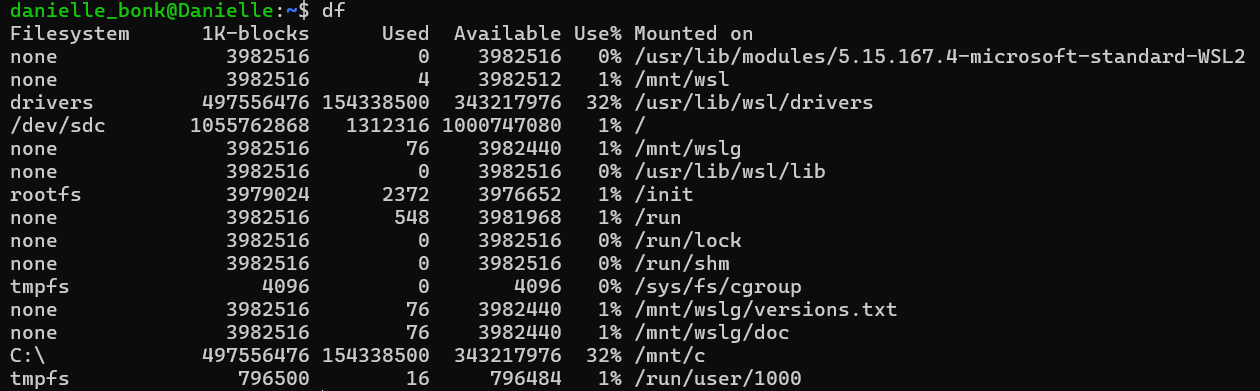 danielle_bonk@Danielle:~$ df
Filesystem      1K-blocks      Used  Available Use% Mounted on
none              3982516         0    3982516   0% /usr/lib/modules/5.15.167.4-microsoft-standard-WSL2
none              3982516         4    3982512   1% /mnt/wsl
drivers         497556476 154338500  343217976  32% /usr/lib/wsl/drivers
/dev/sdc       1055762868   1312316 1000747080   1% /
none              3982516        76    3982440   1% /mnt/wslg
none              3982516         0    3982516   0% /usr/lib/wsl/lib
rootfs            3979024      2372    3976652   1% /init
none              3982516       548    3981968   1% /run
none              3982516         0    3982516   0% /run/lock
none              3982516         0    3982516   0% /run/shm
tmpfs                4096         0       4096   0% /sys/fs/cgroup
none              3982516        76    3982440   1% /mnt/wslg/versions.txt
none              3982516        76    3982440   1% /mnt/wslg/doc
C:\             497556476 154338500  343217976  32% /mnt/c
tmpfs              796500        16     796484   1% /run/user/1000